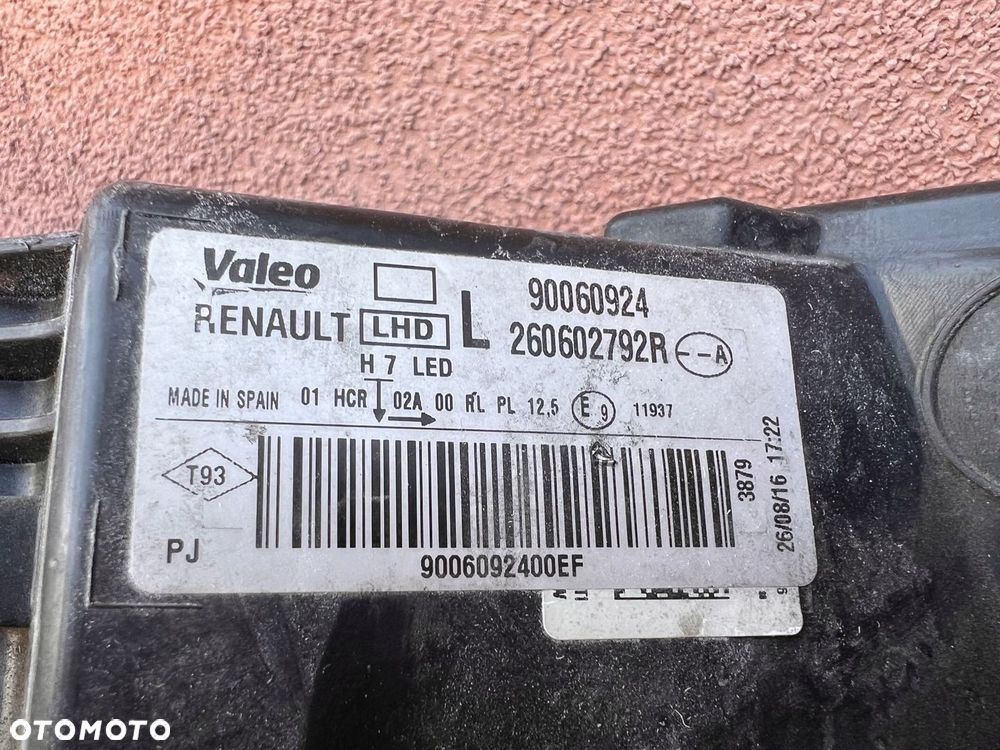 Valeo
90060924
RENAULT LHD L 260602792R --A
H 7 LED
MADE IN SPAIN 01 HCR 02A 00 RL PL 12,5 E 9 11937
T93
PJ
9006092400EF
3879
26/08/16 17:22
OTOMOTO